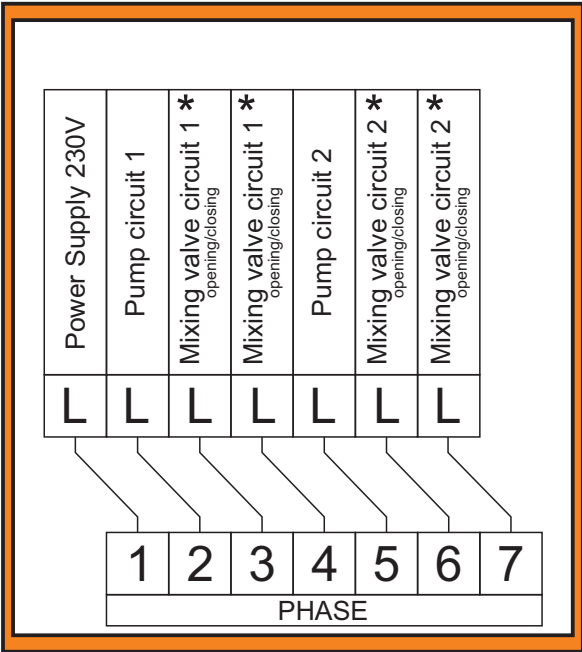 Power Supply 230V
Pump circuit 1
Mixing valve circuit 1 *
opening/closing
Mixing valve circuit 1 *
opening/closing
Pump circuit 2
Mixing valve circuit 2 *
opening/closing
Mixing valve circuit 2 *
opening/closing
L L L L L L L
1 2 3 4 5 6 7
PHASE